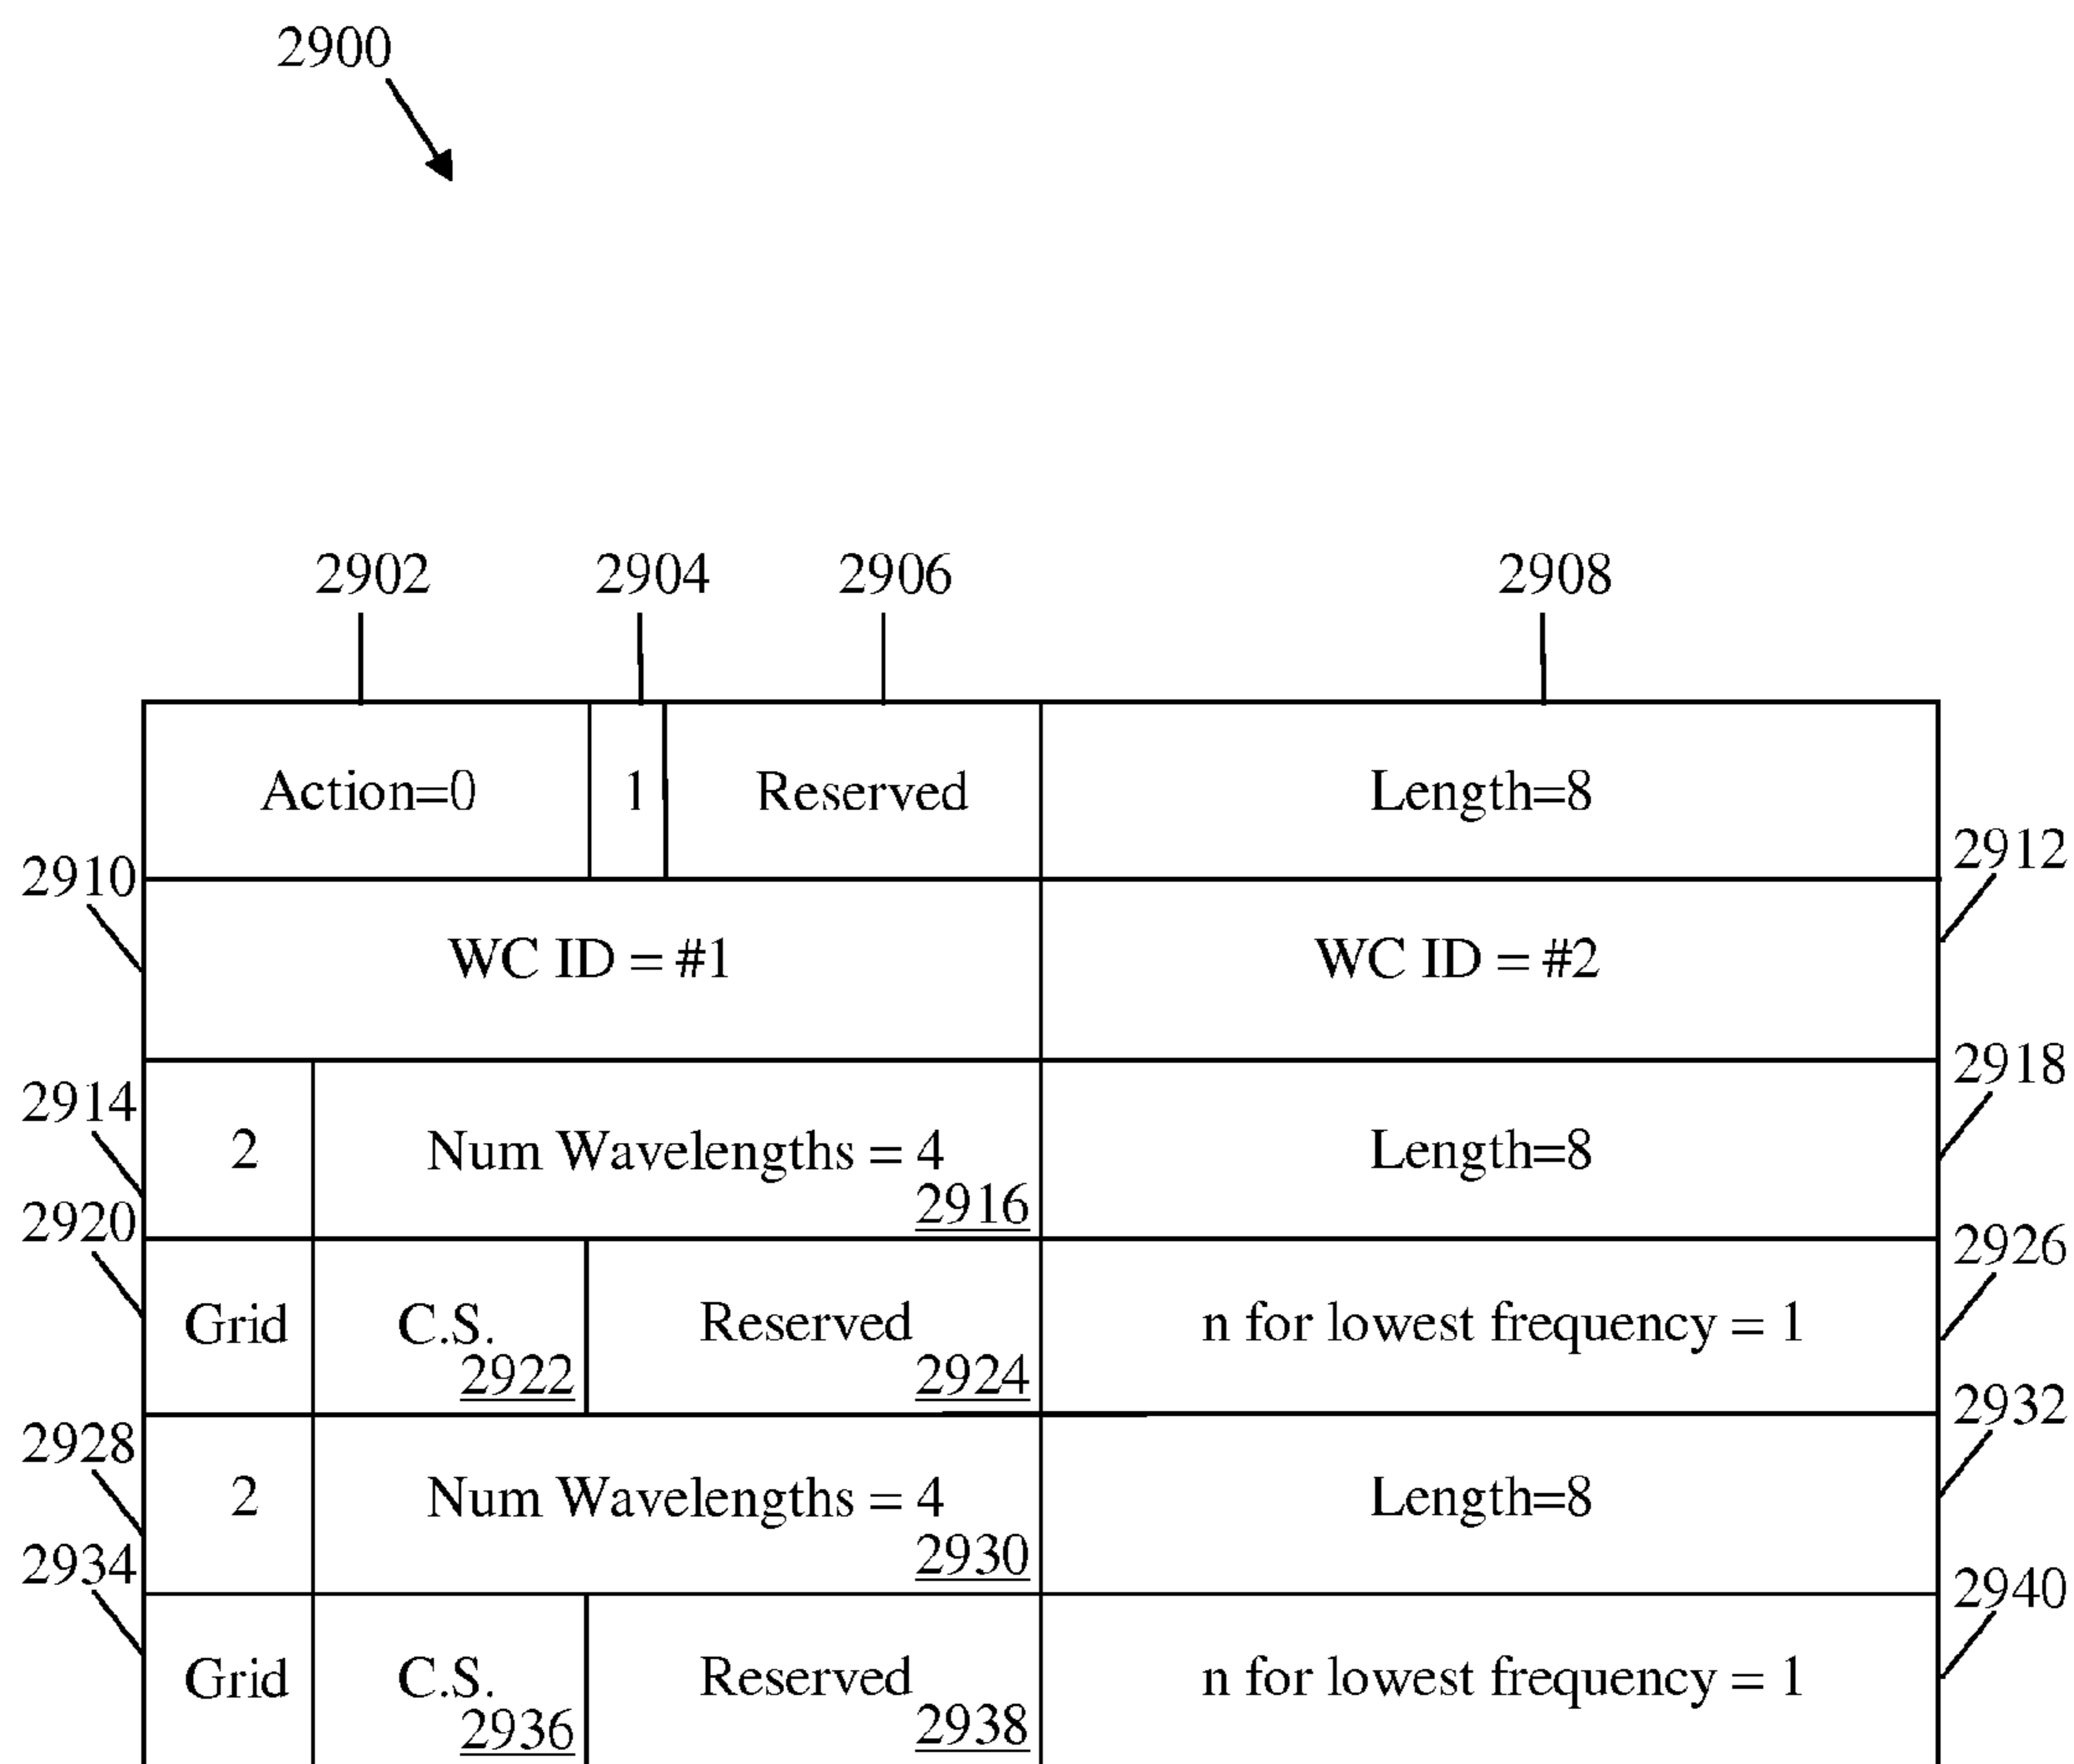 2900
2902 2904 2906 2908
Action=0 1 Reserved Length=8
2910 2912
WC ID = #1 WC ID = #2
2914 2918
2 Num Wavelengths = 4 Length=8
2916
2920 2926
Grid C.S. Reserved n for lowest frequency = 1
2922 2924
2928 2932
2 Num Wavelengths = 4 Length=8
2930
2934 2940
Grid C.S. Reserved n for lowest frequency = 1
2936 2938